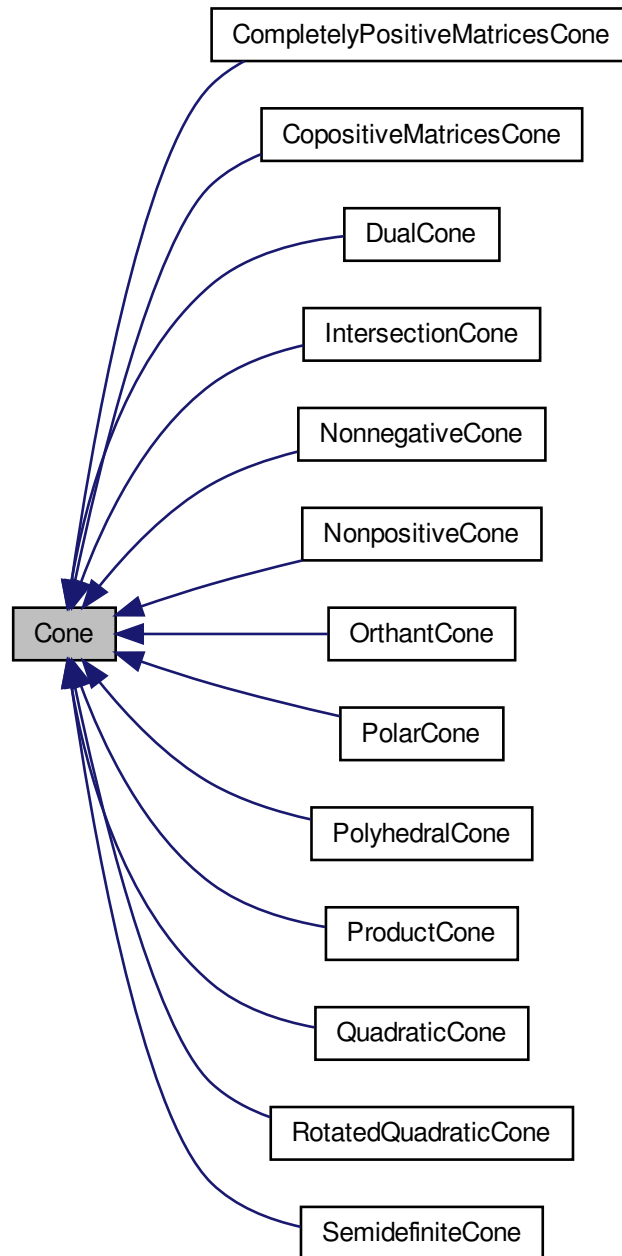 CompletelyPositiveMatricesCone
CopositiveMatricesCone
DualCone
IntersectionCone
NonnegativeCone
NonpositiveCone
Cone
OrthantCone
PolarCone
PolyhedralCone
ProductCone
QuadraticCone
RotatedQuadraticCone
SemidefiniteCone